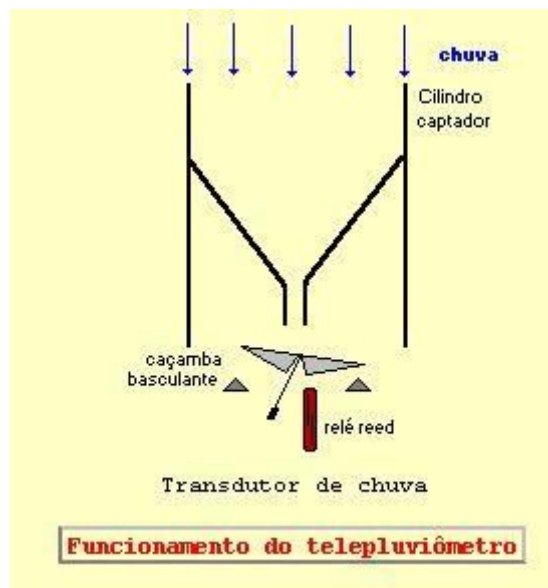 chuva
Cilindro
captador
caçamba
basculante
relé reed
Transdutor de chuva
Funcionamento do telepluviômetro